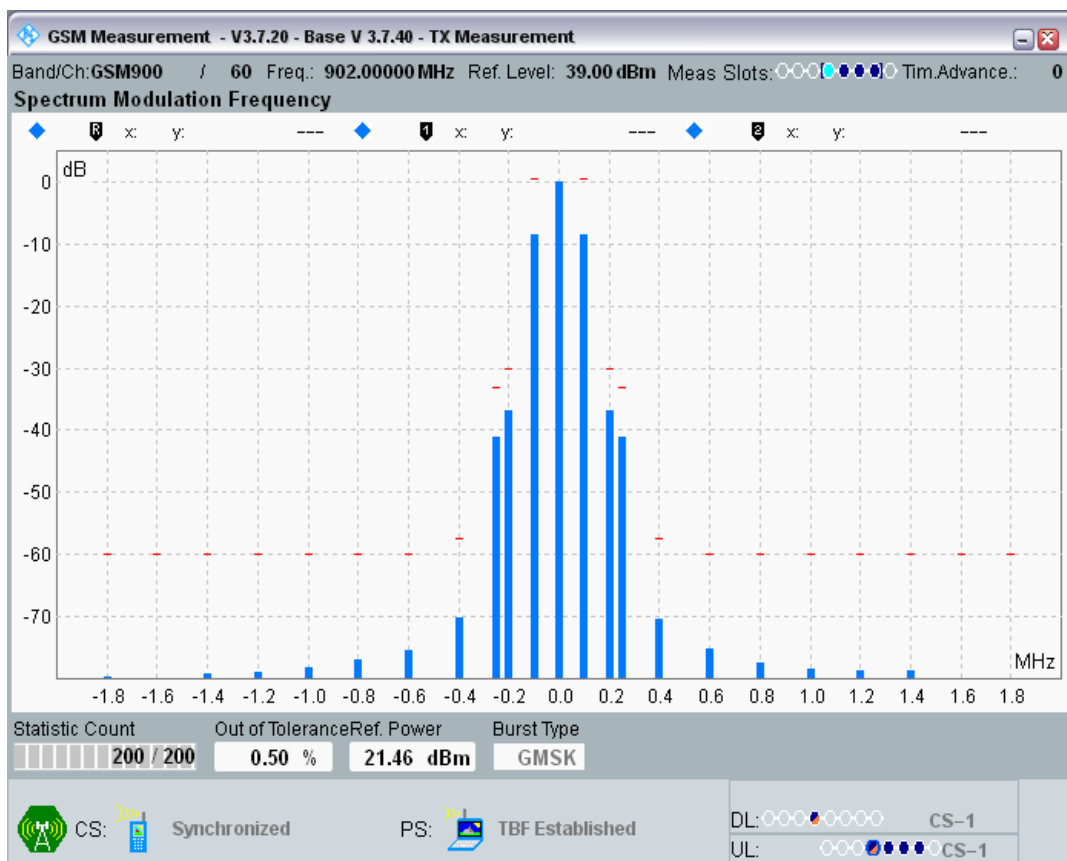 GSM Measurement - V3.7.20 - Base V 3.7.40 - TX Measurement
Band/Ch:GSM900 / 60 Freq.: 902.00000 MHz Ref. Level: 39.00 dBm Meas Slots: Tim.Advance.: 0
Spectrum Modulation Frequency
R x: y: --- 1 x: y: --- 2 x: y: ---
dB
0
-10
-20
-30
-40
-50
-60
-70
MHz
-1.8 -1.6 -1.4 -1.2 -1.0 -0.8 -0.6 -0.4 -0.2 0.0 0.2 0.4 0.6 0.8 1.0 1.2 1.4 1.6 1.8
Statistic Count Out of Tolerance Ref. Power Burst Type
200 / 200 0.50 % 21.46 dBm GMSK
CS: Synchronized PS: TBF Established
DL: CS-1
UL: CS-1